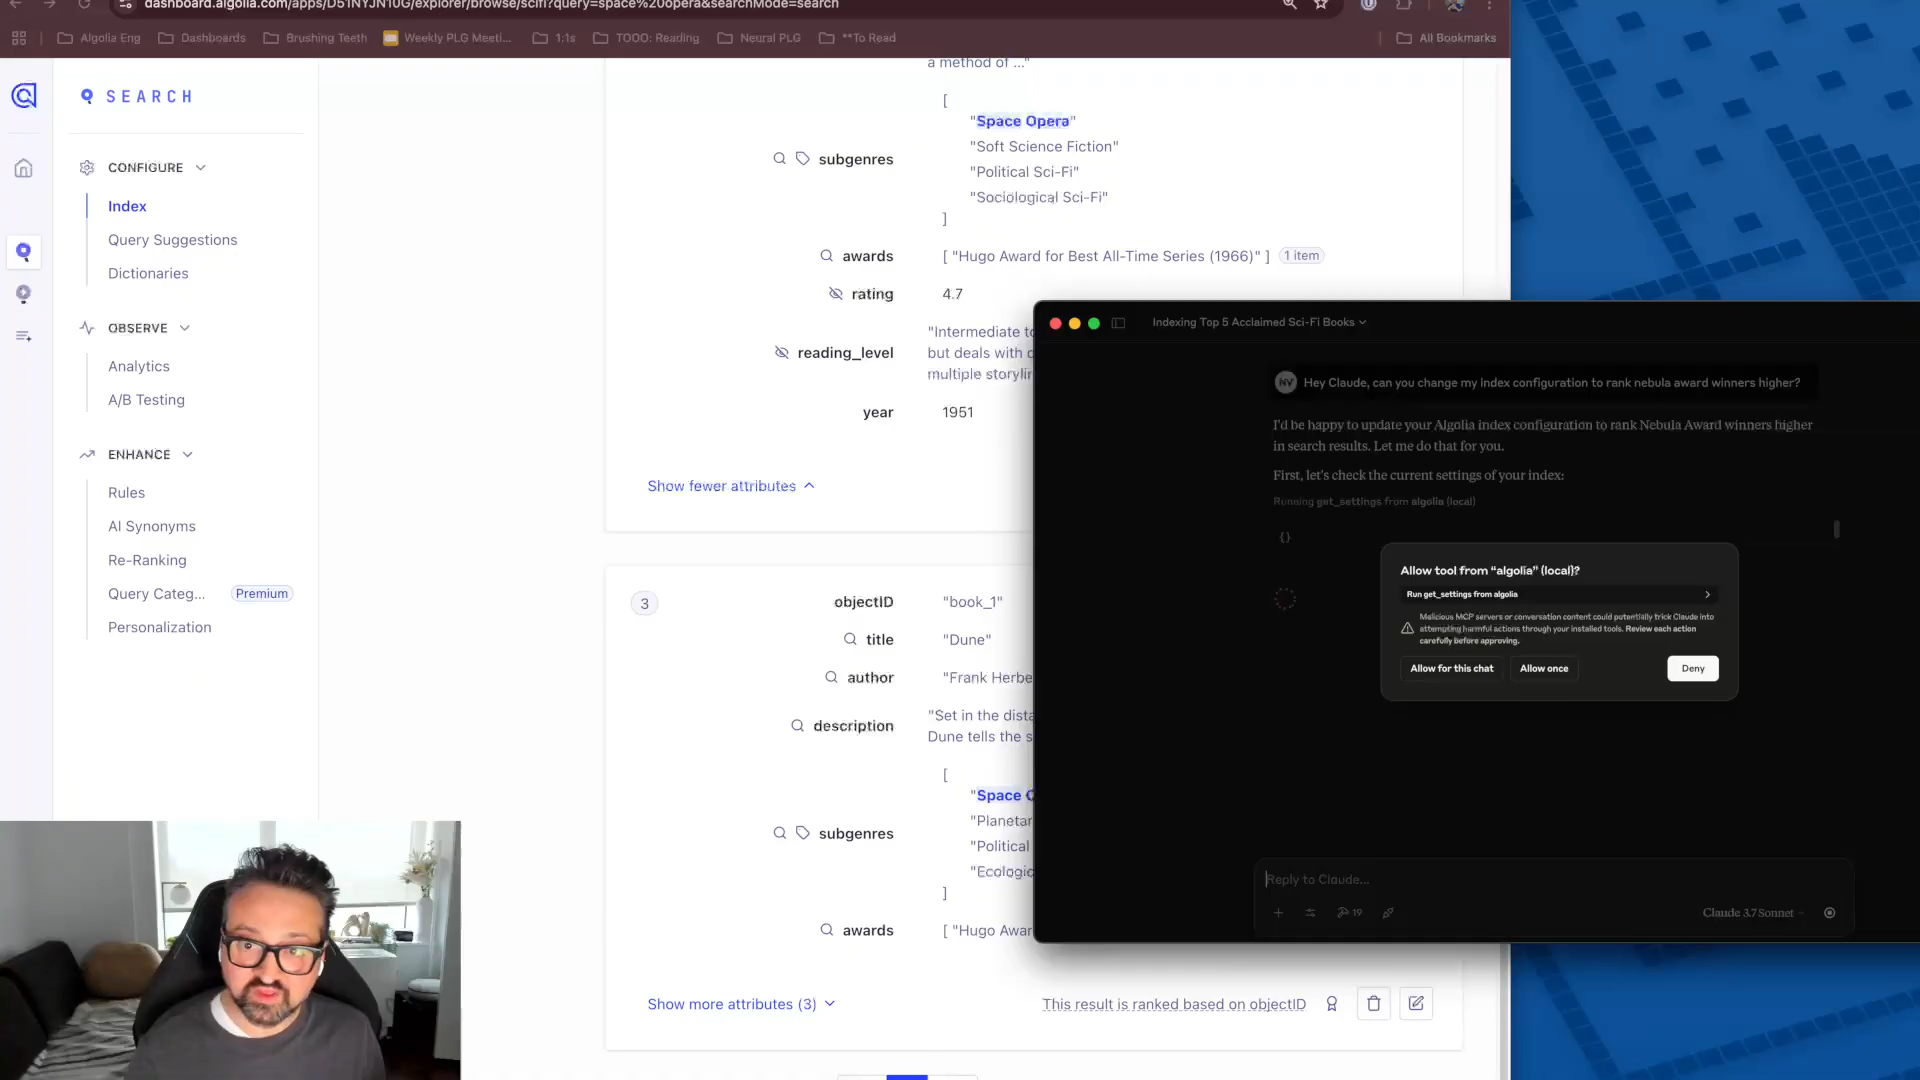 dashboard.algolia.com/apps/D51NYJN10G/explorer/browse/scifi?query=space%20opera&searchMode=search
Algolia Eng
Dashboards
Brushing Teeth
Weekly PLG Meeti...
1:1s
TOOO: Reading
Neural PLG
**To Read
All Bookmarks
SEARCH
CONFIGURE
Index
Query Suggestions
Dictionaries
OBSERVE
Analytics
A/B Testing
ENHANCE
Rules
AI Synonyms
Re-Ranking
Query Categ...
Premium
Personalization
a method of ..."
[
"Space Opera"
"Soft Science Fiction"
subgenres
"Political Sci-Fi"
"Sociological Sci-Fi"
]
awards
[ "Hugo Award for Best All-Time Series (1966)" ]
1 item
rating
4.7
reading_level
"Intermediate to
but deals with
multiple storylin
year
1951
Show fewer attributes
3
objectID
"book_1"
title
"Dune"
author
"Frank Herbe
description
"Set in the dista
Dune tells the s
[
"Space O
"Planetar
subgenres
"Political
"Ecologic
]
awards
[ "Hugo Awar
Show more attributes (3)
This result is ranked based on objectID
Indexing Top 5 Acclaimed Sci-Fi Books
NV
Hey Claude, can you change my index configuration to rank nebula award winners higher?
I'd be happy to update your Algolia index configuration to rank Nebula Award winners higher
in search results. Let me do that for you.
First, let's check the current settings of your index:
Running get_settings from algolia (local)
{}
Allow tool from “algolia” (local)?
Run get_settings from algolia
Malicious MCP servers or conversation content could potentially trick Claude into
attempting harmful actions through your installed tools. Review each action
carefully before approving.
Allow for this chat
Allow once
Deny
Reply to Claude...
19
Claude 3.7 Sonnet